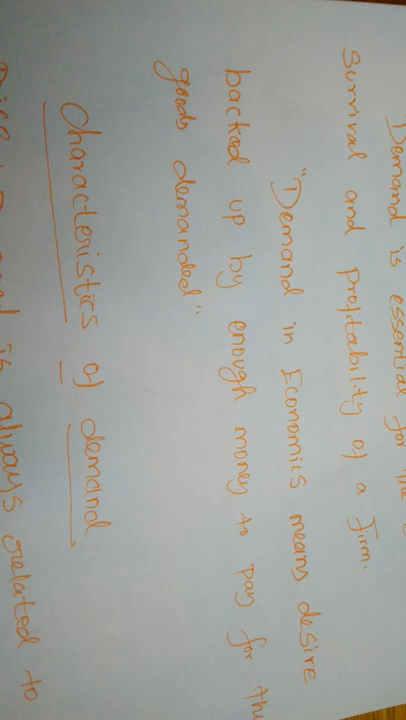 Demand is essential for the
survival and Profitability of a firm.
"Demand in Economics means desire
backed up by enough money to pay for the
goods demanded".
Characteristics of demand
is always related to